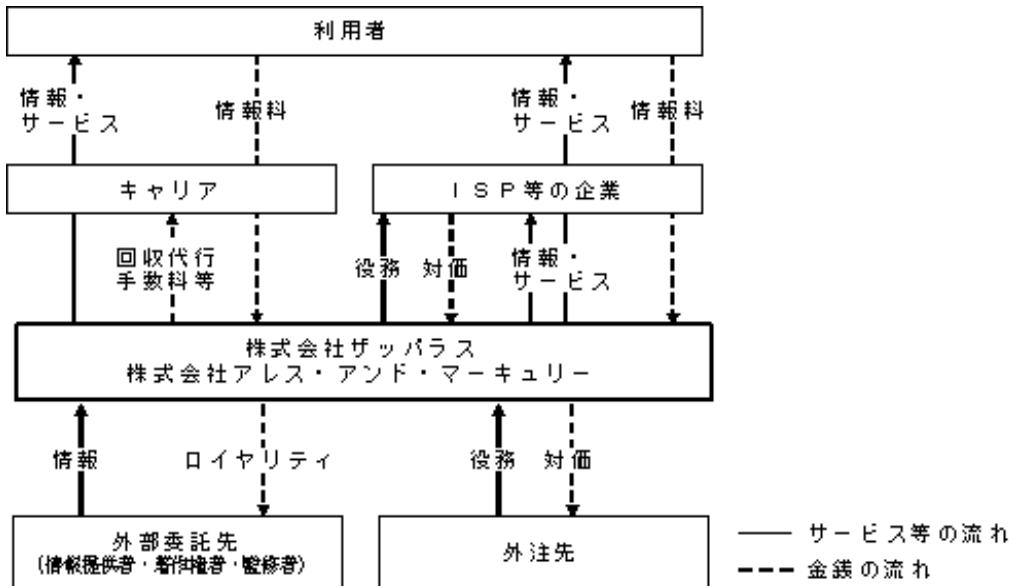 利用者
情報・
サービス
情報料
情報・
サービス
情報料
キャリア
ISP等の企業
回収代行
手数料等
役務
対価
情報・
サービス
株式会社ザッパラス
株式会社アレス・アンド・マーキュリー
情報
ロイヤリティ
役務
対価
外部委託先
(情報提供者・著作権者・監修者)
外注先
サービス等の流れ
金銭の流れ